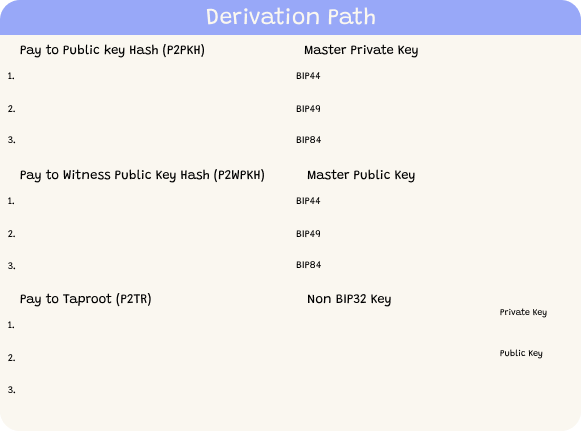 Derivation Path
Pay to Public key Hash (P2PKH)
1.
2.
3.
Master Private Key
BIP44
BIP49
BIP84
Pay to Witness Public Key Hash (P2WPKH)
1.
2.
3.
Master Public Key
BIP44
BIP49
BIP84
Pay to Taproot (P2TR)
1.
2.
3.
Non BIP32 Key
Private Key
Public Key